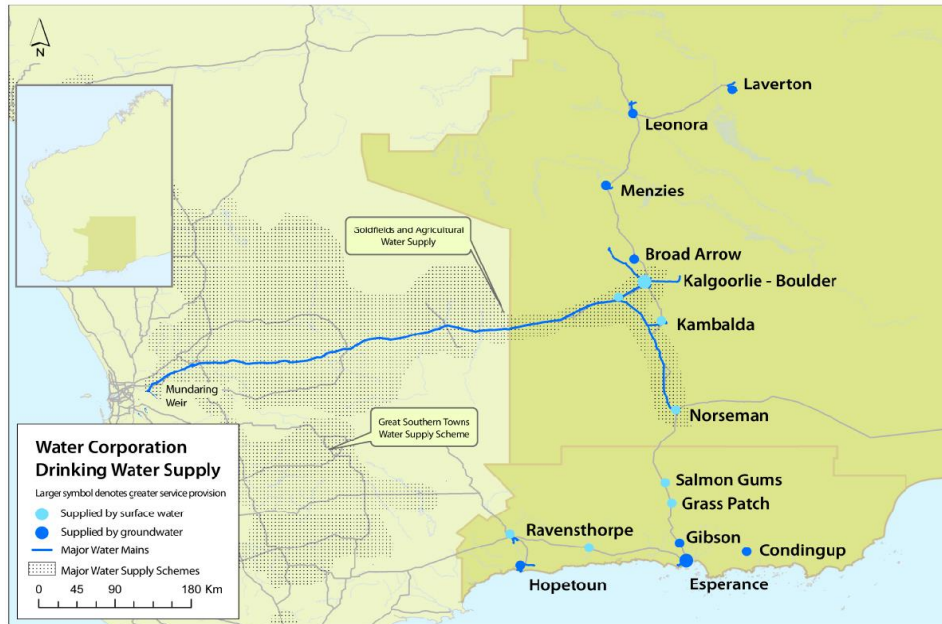 N
Laverton
Leonora
Menzies
Goldfields and Agricultural
Water Supply
Broad Arrow
Kalgoorlie - Boulder
Kambalda
Mundaring
Weir
Great Southern Towns
Water Supply Scheme
Norseman
Water Corporation
Drinking Water Supply
Larger symbol denotes greater service provision
Supplied by surface water
Supplied by groundwater
Major Water Mains
Major Water Supply Schemes
0 45 90 180 Km
Salmon Gums
Grass Patch
Ravensthorpe
Gibson
Condingup
Hopetoun
Esperance